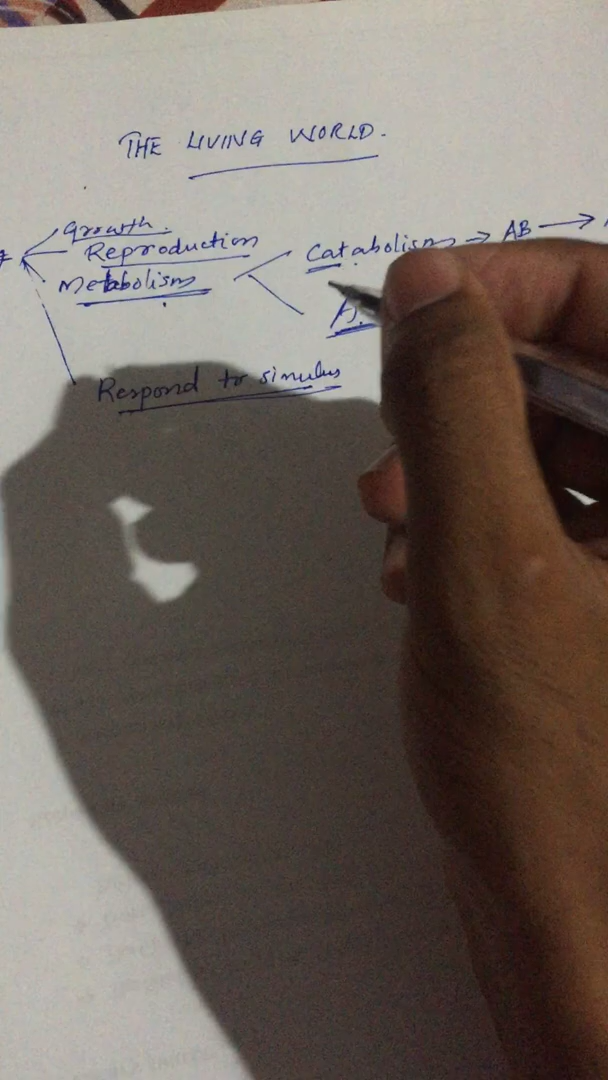 THE LIVING WORLD.
Growth.
Reproduction
Metabolism
Catabolism → AB →
A
Respond to simulus